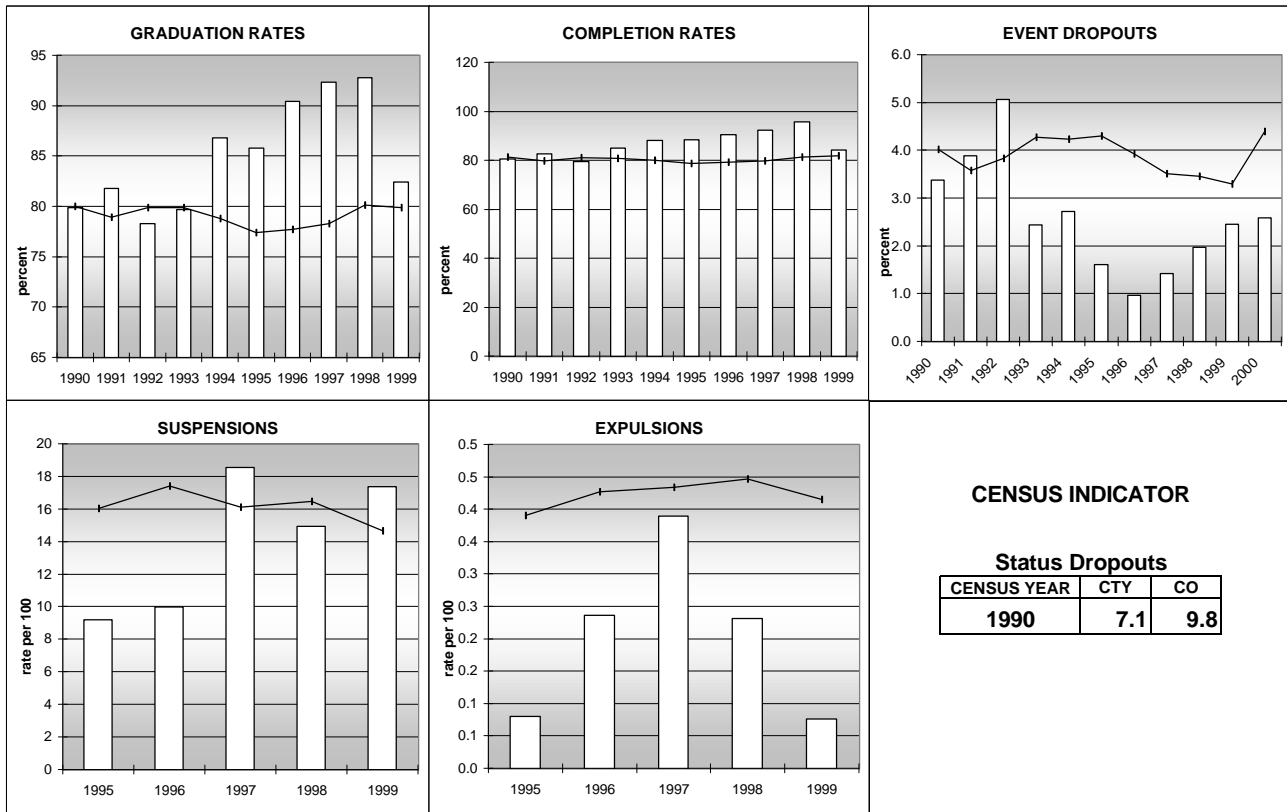 GRADUATION RATES
95
90
85
80
75
70
65
percent
1990 1991 1992 1993 1994 1995 1996 1997 1998 1999
COMPLETION RATES
120
100
80
60
40
20
0
percent
1990 1991 1992 1993 1994 1995 1996 1997 1998 1999
EVENT DROPOUTS
6.0
5.0
4.0
3.0
2.0
1.0
0.0
percent
1990 1991 1992 1993 1994 1995 1996 1997 1998 1999 2000
SUSPENSIONS
20
18
16
14
12
10
8
6
4
2
0
rate per 100
1995 1996 1997 1998 1999
EXPULSIONS
0.5
0.5
0.4
0.4
0.3
0.3
0.2
0.2
0.1
0.1
0.0
rate per 100
1995 1996 1997 1998 1999
CENSUS INDICATOR
Status Dropouts
CENSUS YEAR CTY CO
1990 7.1 9.8